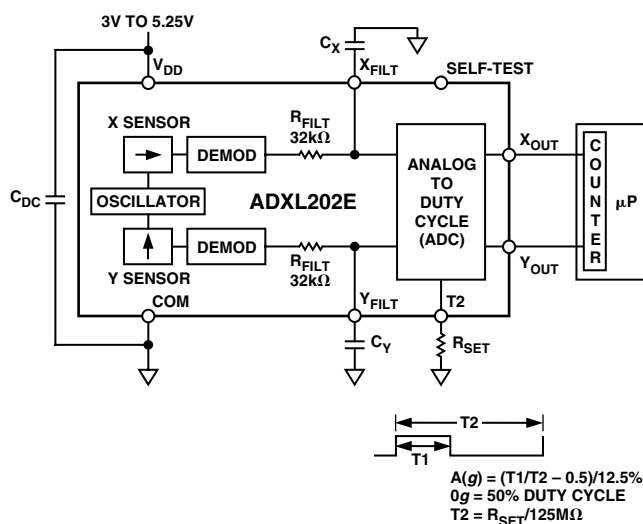 3V TO 5.25V
V_DD
C_X
X_FILT
SELF-TEST
X SENSOR
R_FILT
32kΩ
DEMOD
C_DC
OSCILLATOR
ADXL202E
ANALOG
TO
DUTY
CYCLE
(ADC)
X_OUT
COUNTER
μP
DEMOD
Y SENSOR
R_FILT
32kΩ
Y_OUT
COM
Y_FILT
T2
C_Y
R_SET
T2
T1
A(g) = (T1/T2 – 0.5)/12.5%
0g = 50% DUTY CYCLE
T2 = R_SET/125MΩ